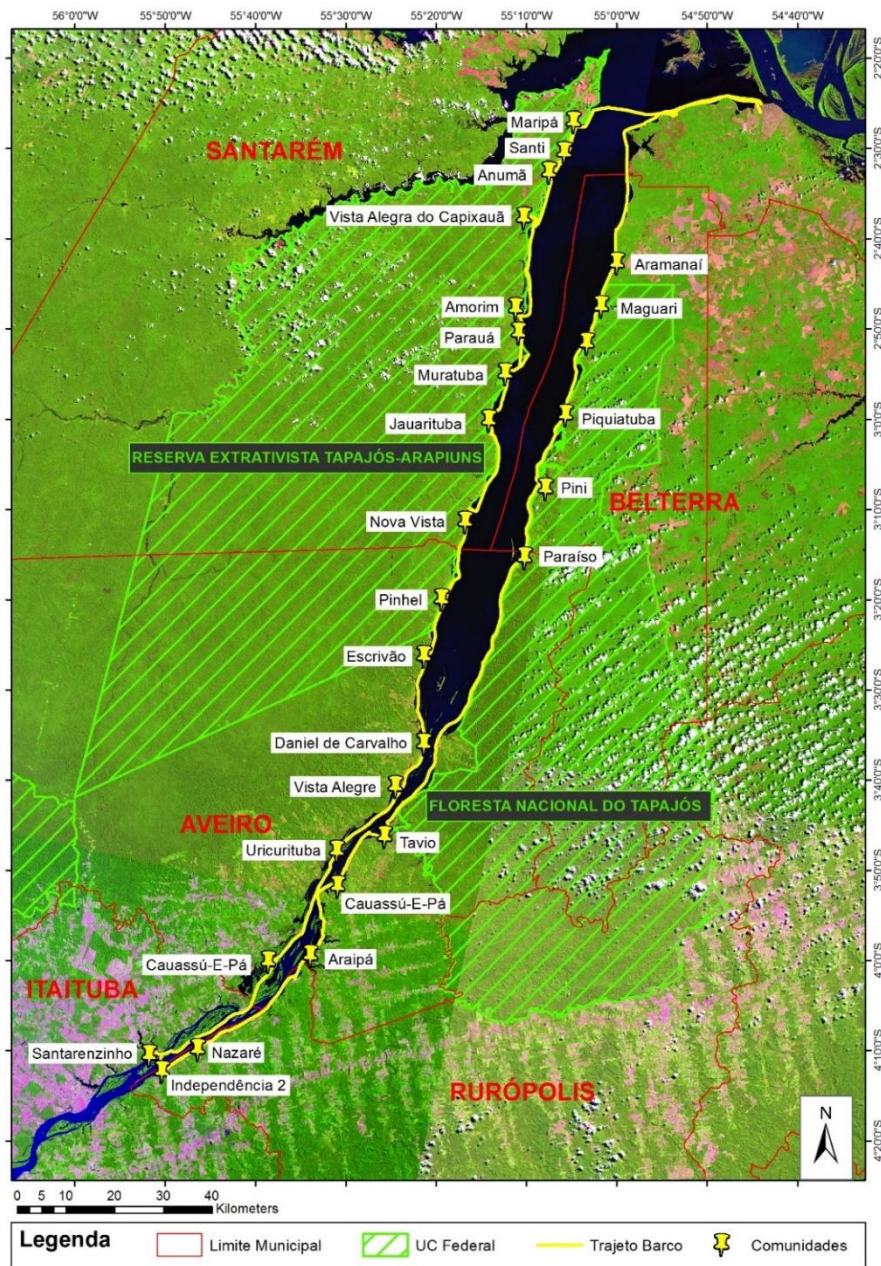 56°0'0"W 55°50'0"W 55°40'0"W 55°30'0"W 55°20'0"W 55°10'0"W 55°0'0"W 54°50'0"W 54°40'0"W
2°20'0"S
Maripá
SANTARÉM
Santi
2°30'0"S
Anumã
Vista Alegra do Capixauã
2°40'0"S
Aramanaí
Amorim
Maguari
2°50'0"S
Parauá
Muratuba
Jauarituba
Piquiatuba
3°0'0"S
RESERVA EXTRATIVISTA TAPAJÓS-ARAPIUNS
Pini
BELTERRA
3°10'0"S
Nova Vista
Paraíso
Pinhel
3°20'0"S
Escrivão
3°30'0"S
Daniel de Carvalho
3°40'0"S
Vista Alegre
FLORESTA NACIONAL DO TAPAJÓS
AVEIRO
Tavio
Uricurituba
3°50'0"S
Cauassú-E-Pá
Cauassú-E-Pá
Araipá
4°0'0"S
ITAITUBA
Santarenzinho
Nazaré
4°10'0"S
Independência 2
RURÓPOLIS
N
4°20'0"S
0 5 10 20 30 40
Kilometers
Legenda
Limite Municipal
UC Federal
Trajeto Barco
Comunidades